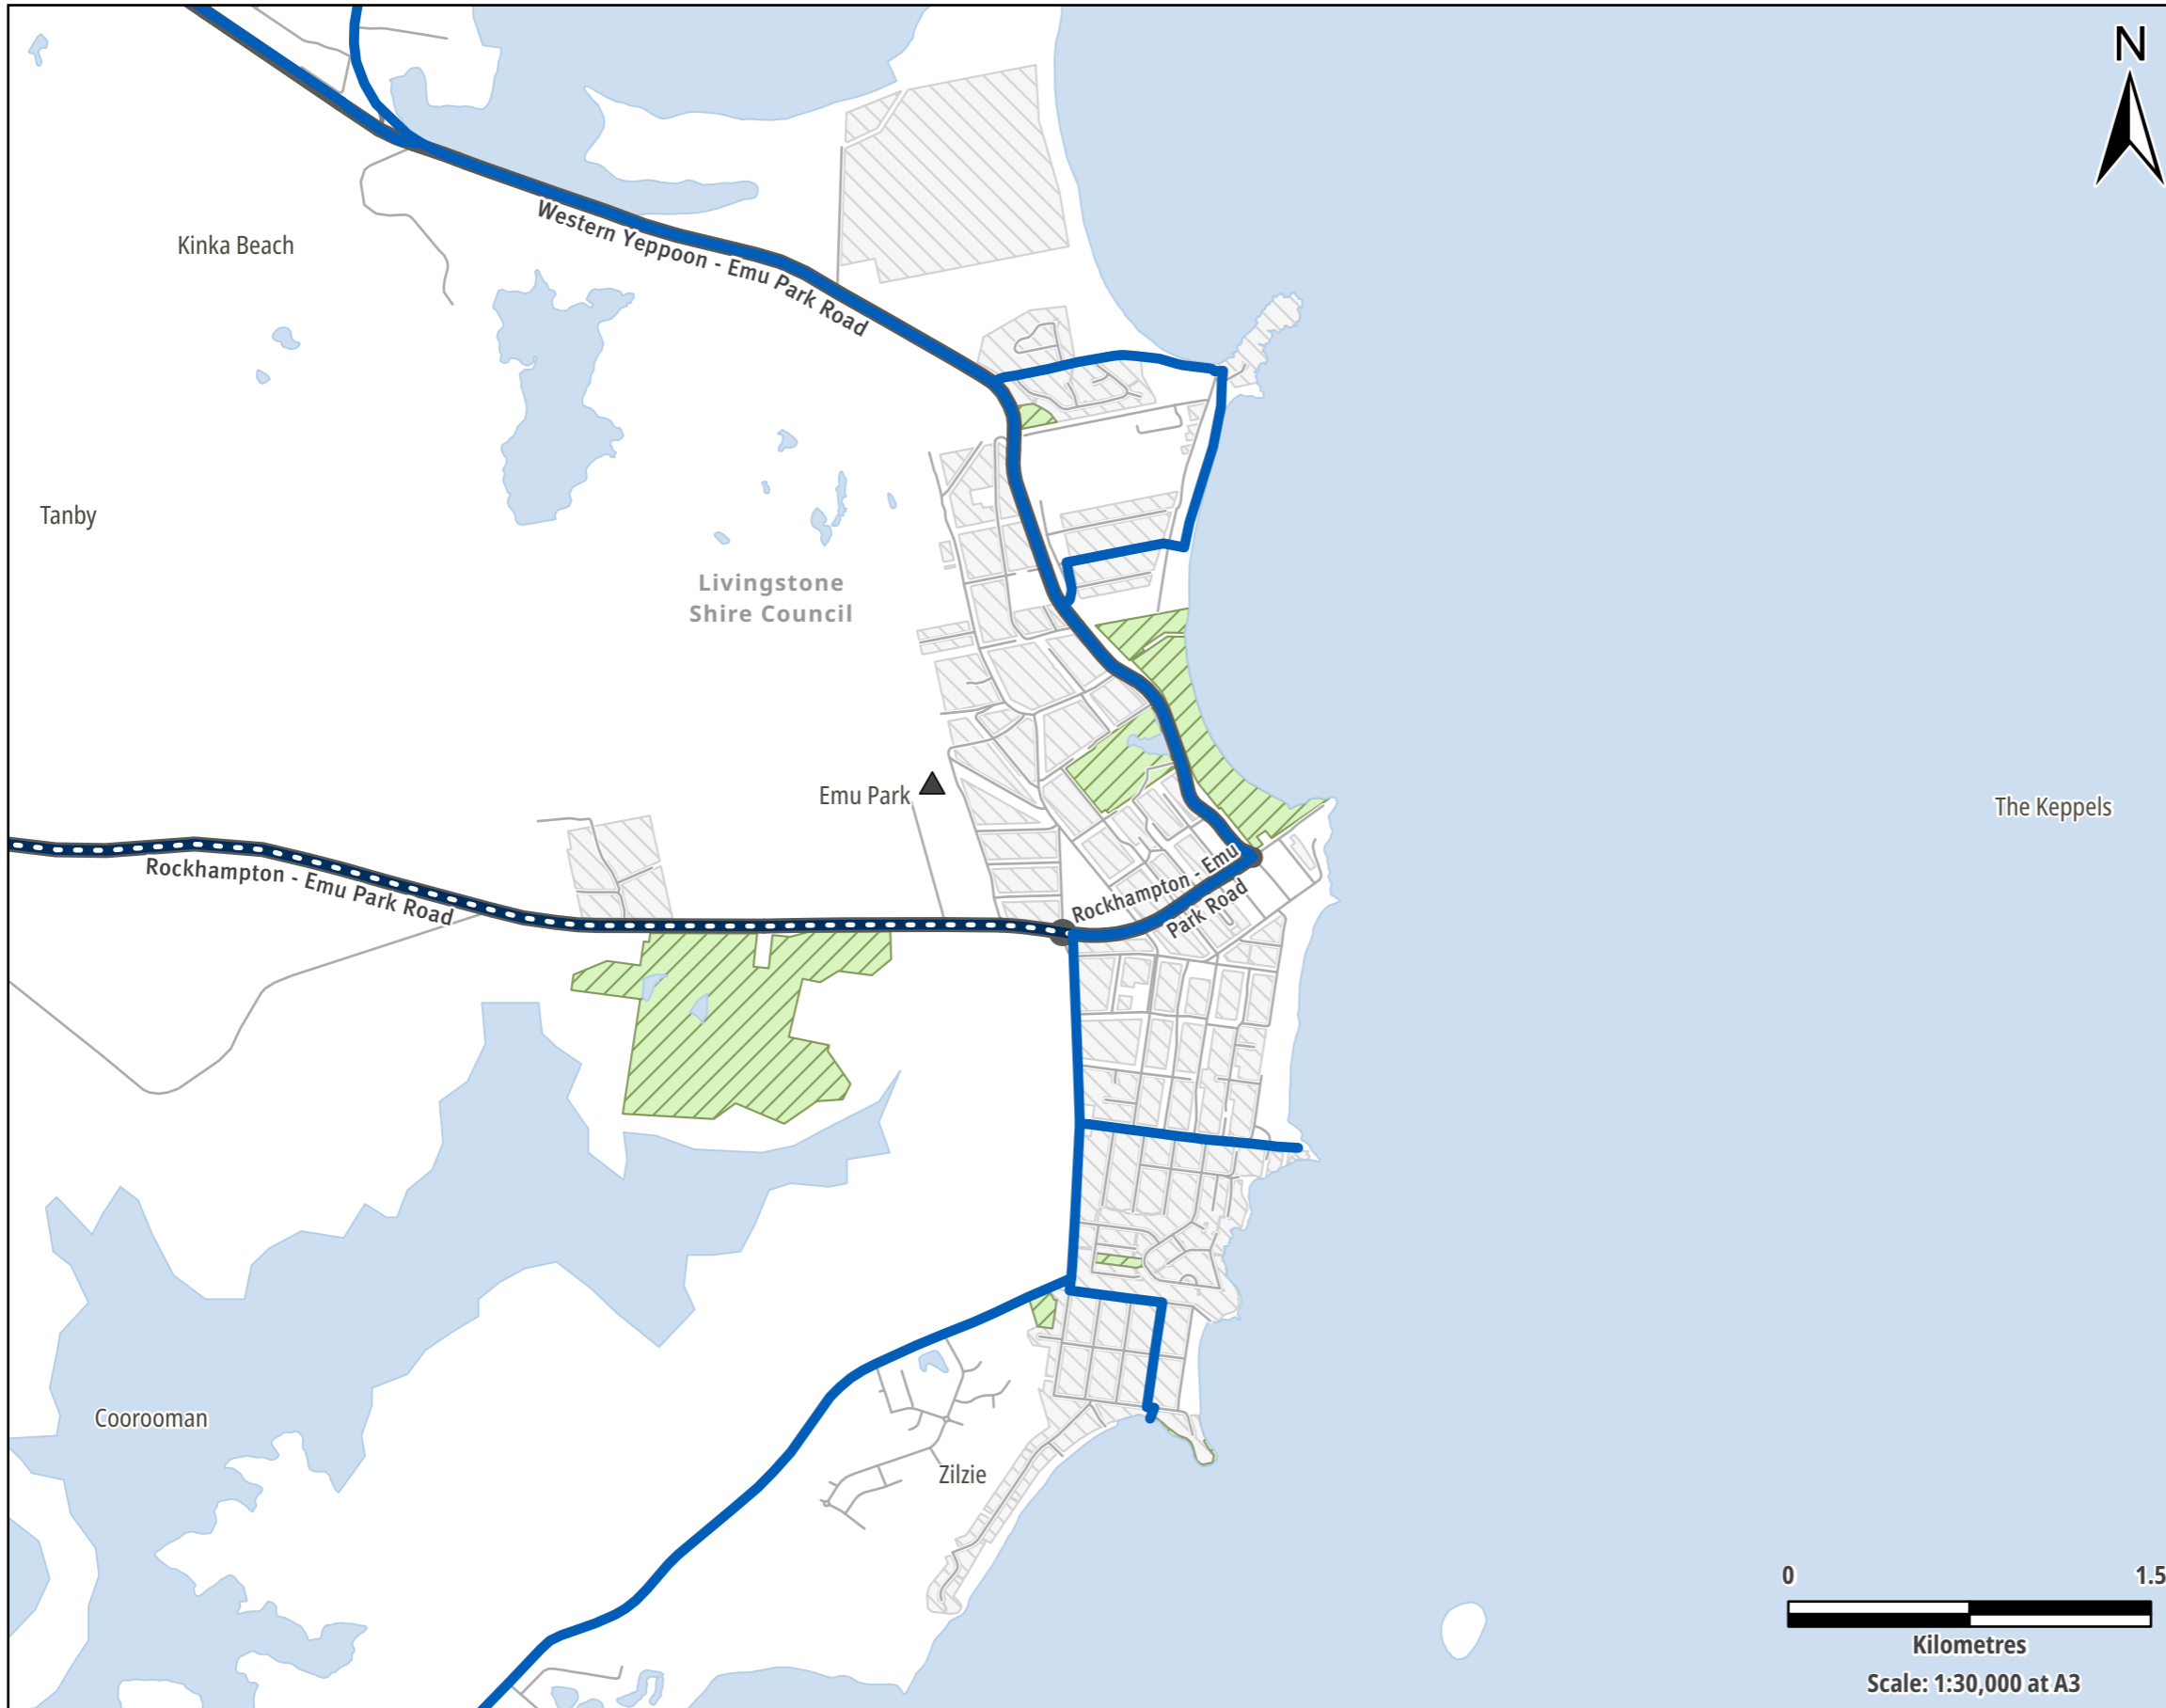 N
Kinka Beach
Western Yeppoon - Emu Park Road
Tanby
Livingstone
Shire Council
Emu Park
The Keppels
Rockhampton - Emu Park Road
Rockhampton - Emu
Park Road
Coorooman
Zilzie
0 1.5
Kilometres
Scale: 1:30,000 at A3